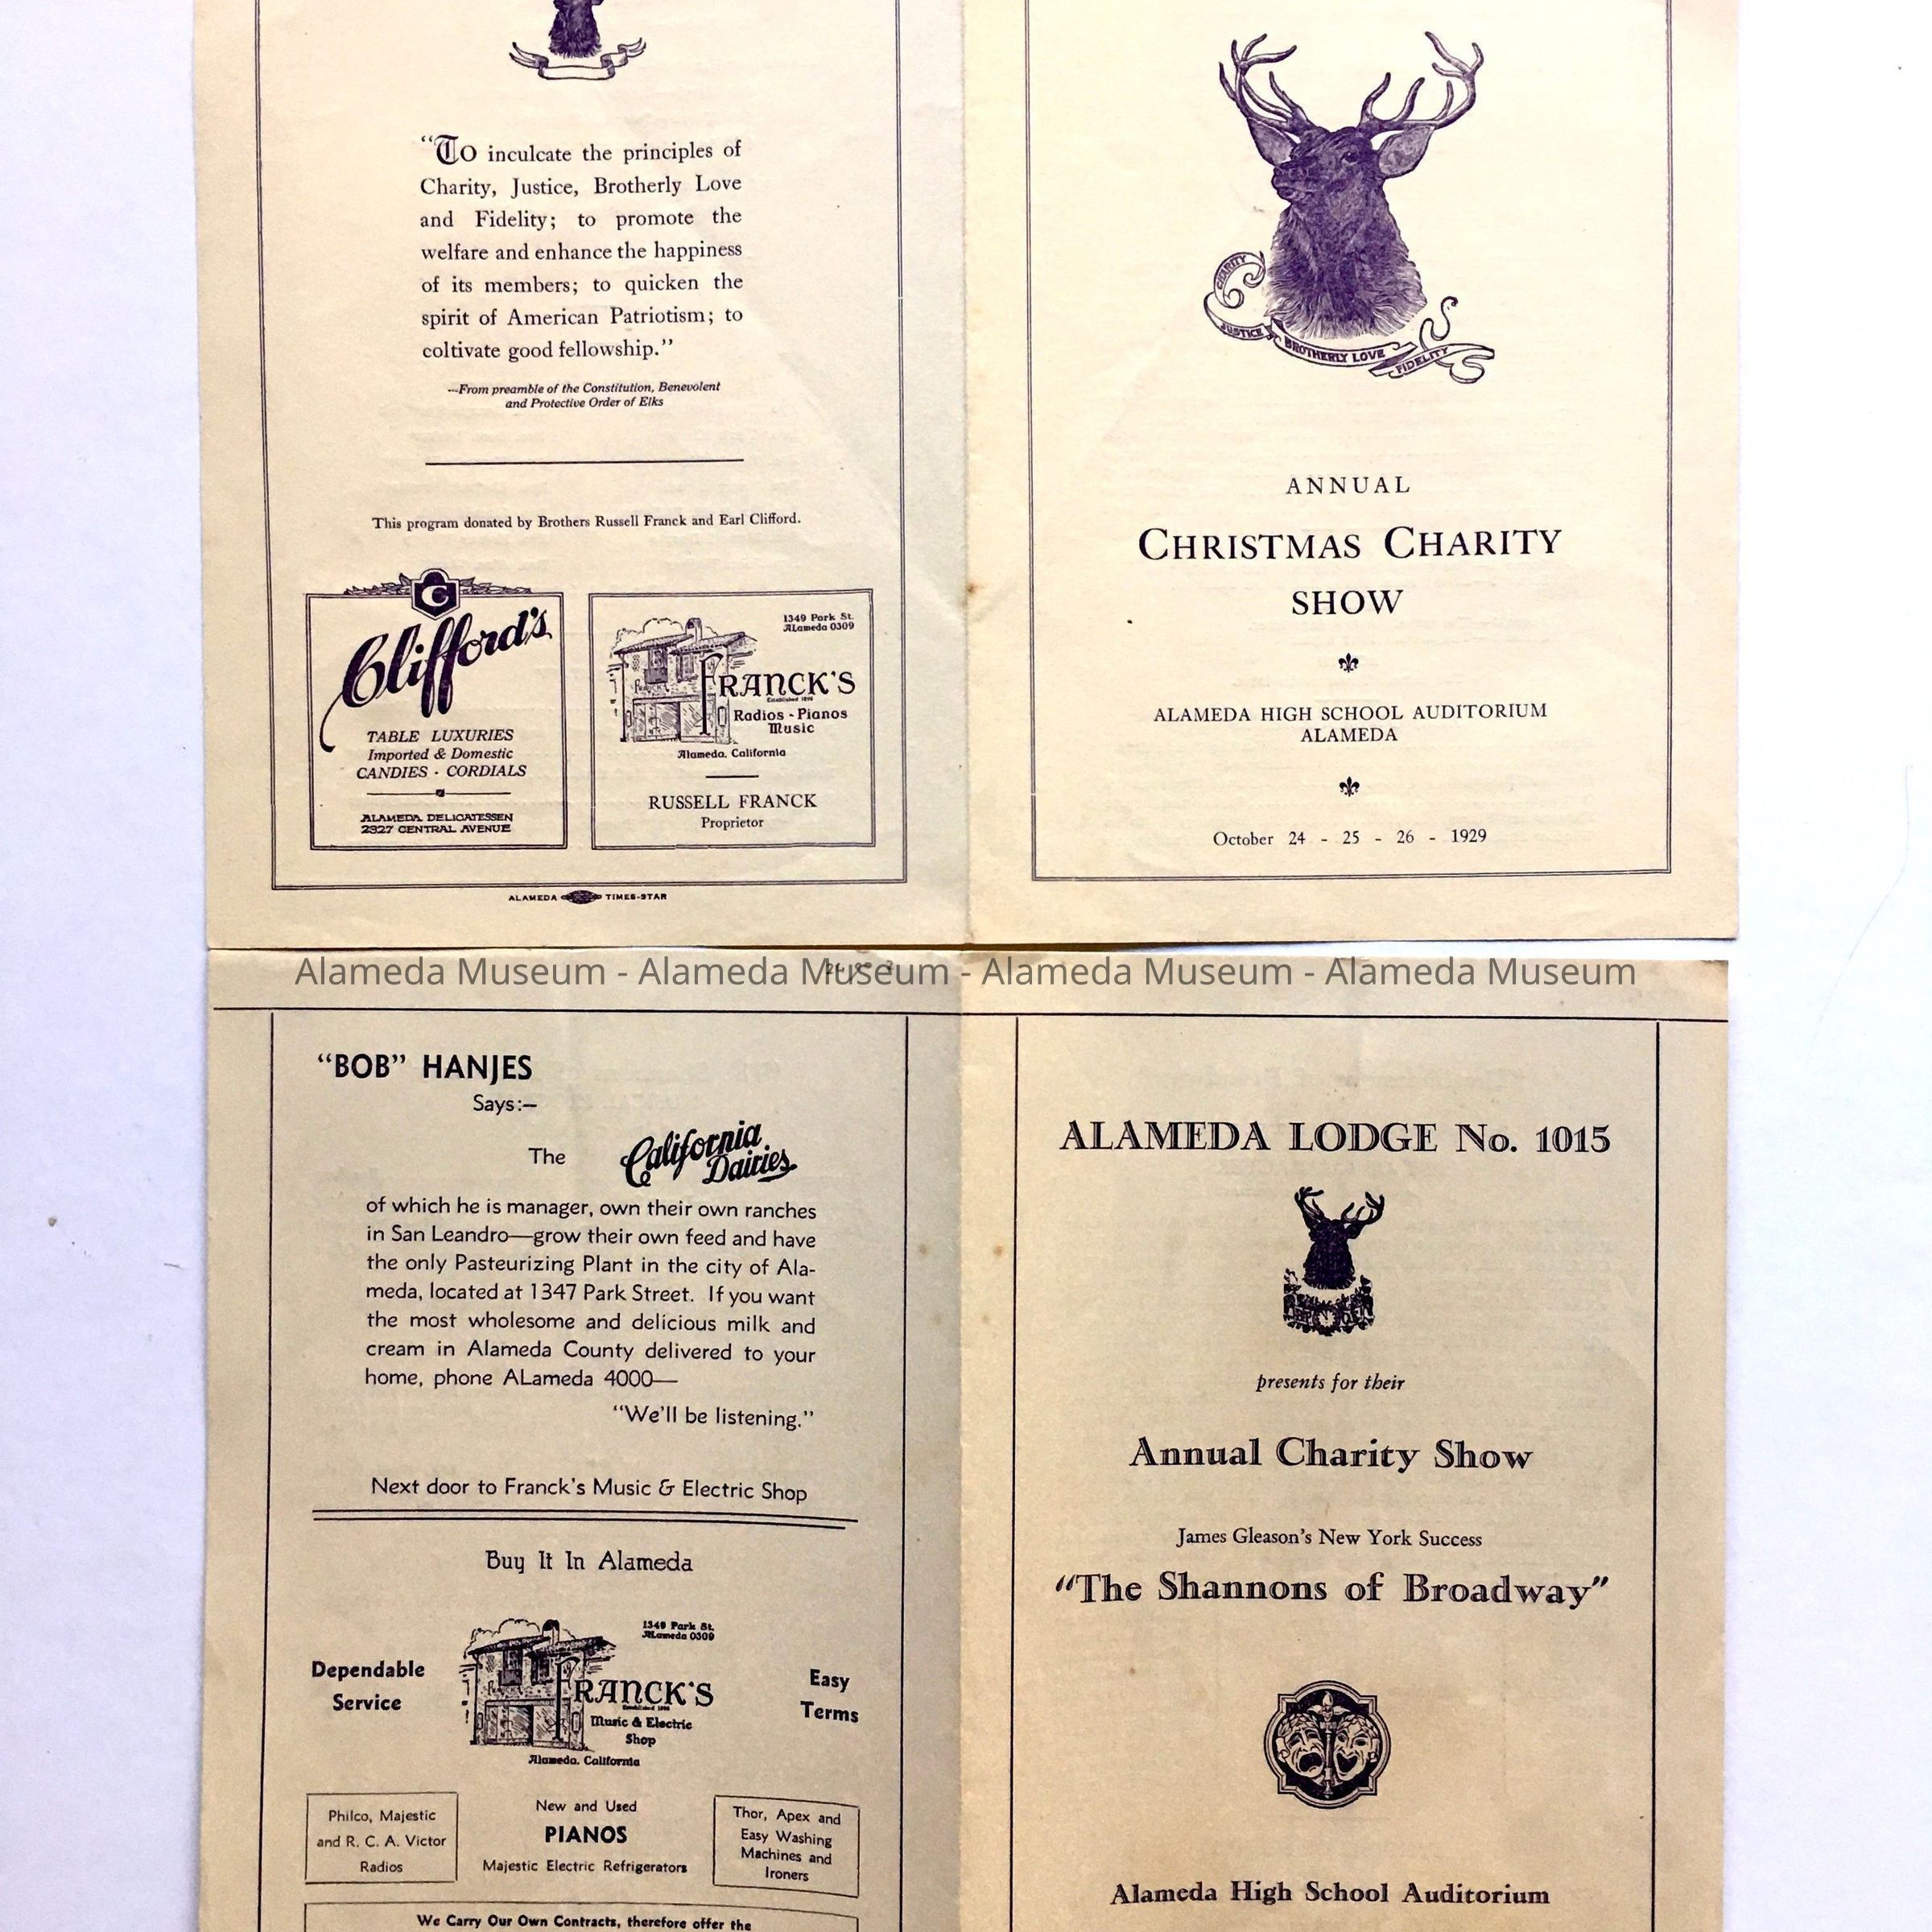 “To inculcate the principles of
Charity, Justice, Brotherly Love
and Fidelity; to promote the
welfare and enhance the happiness
of its members; to quicken the
spirit of American Patriotism; to
coltivate good fellowship.”
—From preamble of the Constitution, Benevolent
and Protective Order of Elks
This program donated by Brothers Russell Franck and Earl Clifford.
C
Clifford's
TABLE LUXURIES
Imported & Domestic
CANDIES · CORDIALS
ALAMEDA DELICATESSEN
2327 CENTRAL AVENUE
1349 Park St.
ALameda 0309
FRANCK'S
Established 1898
Radios - Pianos
Music
Alameda, California
RUSSELL FRANCK
Proprietor
ALAMEDA TIMES-STAR
CHARITY
JUSTICE
BROTHERLY LOVE
FIDELITY
ANNUAL
CHRISTMAS CHARITY
SHOW
ALAMEDA HIGH SCHOOL AUDITORIUM
ALAMEDA
October 24 - 25 - 26 - 1929
Alameda Museum - Alameda Museum - Alameda Museum - Alameda Museum
“BOB” HANJES
Says:—
The California Dairies
of which he is manager, own their own ranches
in San Leandro—grow their own feed and have
the only Pasteurizing Plant in the city of Ala-
meda, located at 1347 Park Street. If you want
the most wholesome and delicious milk and
cream in Alameda County delivered to your
home, phone ALameda 4000—
“We'll be listening.”
Next door to Franck's Music & Electric Shop
Buy It In Alameda
Dependable
Service
1349 Park St.
ALameda 0309
FRANCK'S
Music & Electric
Shop
Alameda, California
Easy
Terms
Philco, Majestic
and R. C. A. Victor
Radios
New and Used
PIANOS
Majestic Electric Refrigerators
Thor, Apex and
Easy Washing
Machines and
Ironers
We Carry Our Own Contracts, therefore offer the
ALAMEDA LODGE No. 1015
presents for their
Annual Charity Show
James Gleason's New York Success
“The Shannons of Broadway”
Alameda High School Auditorium